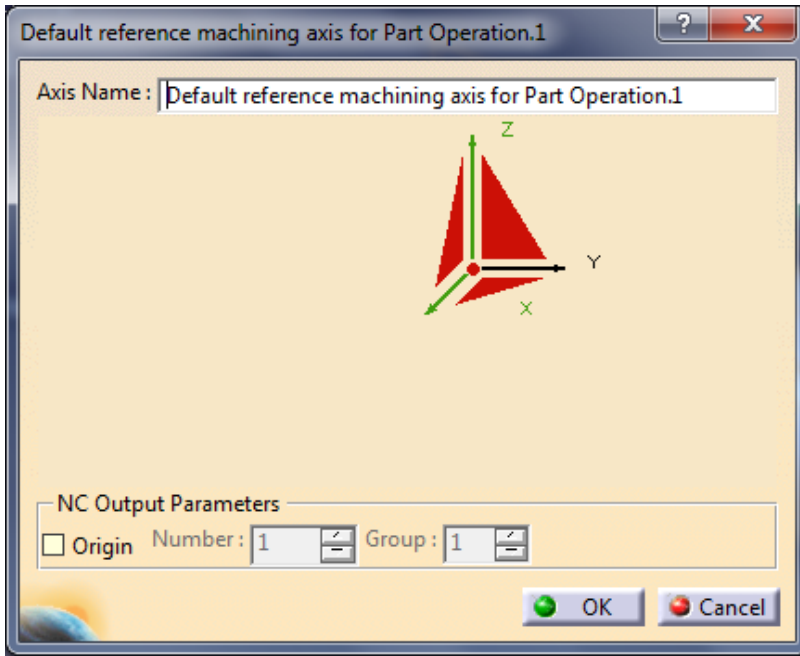 Default reference machining axis for Part Operation.1
? X
Axis Name : Default reference machining axis for Part Operation.1
Z
Y
X
NC Output Parameters
Origin Number : 1 Group : 1
OK Cancel